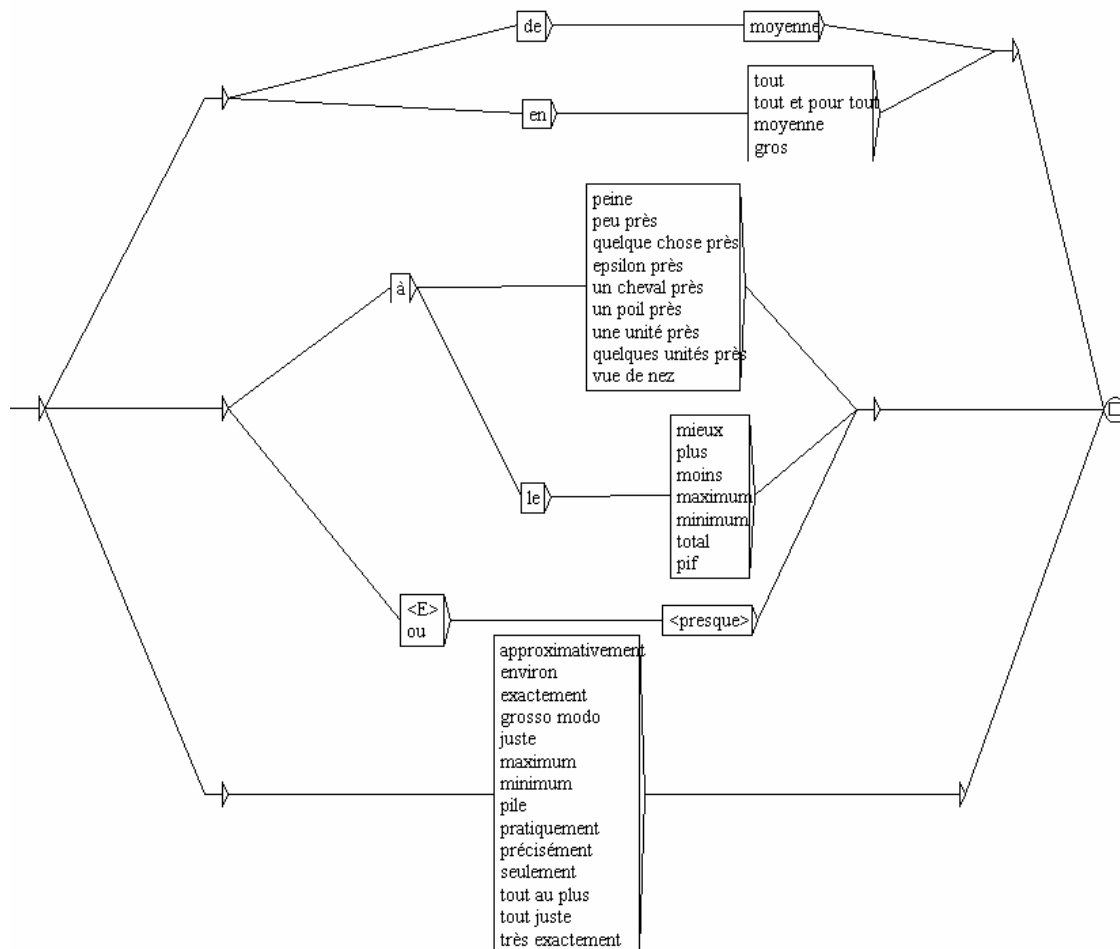 de
moyenne
en
tout
tout et pour tout
moyenne
gros
à
peine
peu près
quelque chose près
epsilon près
un cheval près
un poil près
une unité près
quelques unités près
vue de nez
le
mieux
plus
moins
maximum
minimum
total
pif
<E>
ou
<presque>
approximativement
environ
exactement
grosso modo
juste
maximum
minimum
pile
pratiquement
précisément
seulement
tout au plus
tout juste
très exactement